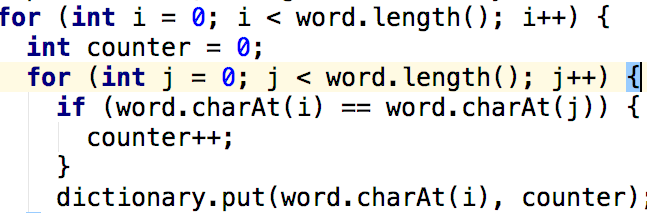 for (int i = 0; i < word.length(); i++) {
int counter = 0;
for (int j = 0; j < word.length(); j++) {
if (word.charAt(i) == word.charAt(j)) {
counter++;
}
dictionary.put(word.charAt(i), counter);